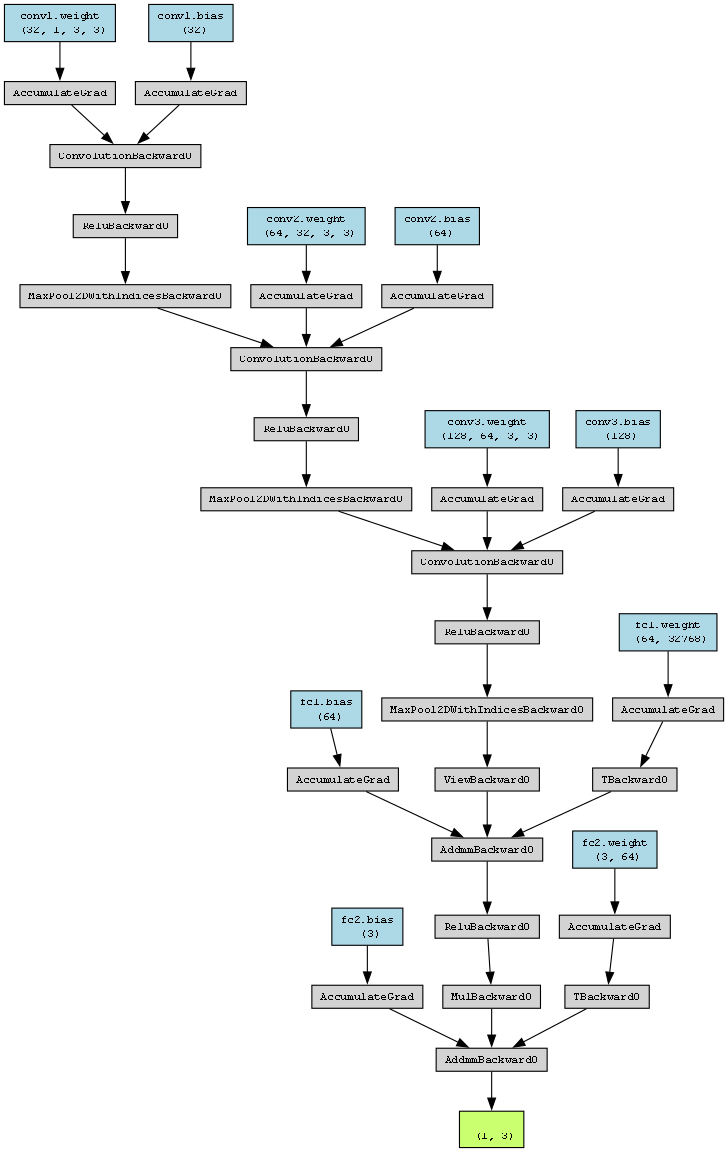 conv1.weight
(32, 1, 3, 3)
conv1.bias
(32)
AccumulateGrad
AccumulateGrad
ConvolutionBackward0
ReluBackward0
conv2.weight
(64, 32, 3, 3)
conv2.bias
(64)
MaxPool2DWithIndicesBackward0
AccumulateGrad
AccumulateGrad
ConvolutionBackward0
ReluBackward0
conv3.weight
(128, 64, 3, 3)
conv3.bias
(128)
MaxPool2DWithIndicesBackward0
AccumulateGrad
AccumulateGrad
ConvolutionBackward0
ReluBackward0
fc1.weight
(64, 32768)
fc1.bias
(64)
MaxPool2DWithIndicesBackward0
AccumulateGrad
AccumulateGrad
ViewBackward0
TBackward0
AddmmBackward0
fc2.weight
(3, 64)
fc2.bias
(3)
ReluBackward0
AccumulateGrad
AccumulateGrad
MulBackward0
TBackward0
AddmmBackward0
(1, 3)